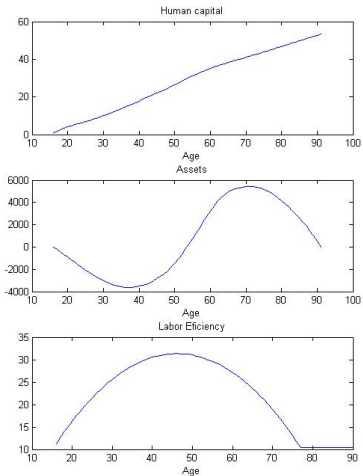 Human capital
60
40
20
0
10 20 30 40 50 60 70 80 90 100
Age
Assets
6000
4000
2000
0
-2000
-4000
10 20 30 40 50 60 70 80 90 100
Age
Labor Eficiency
35
30
25
20
15
10
10 20 30 40 50 60 70 80 90
Age